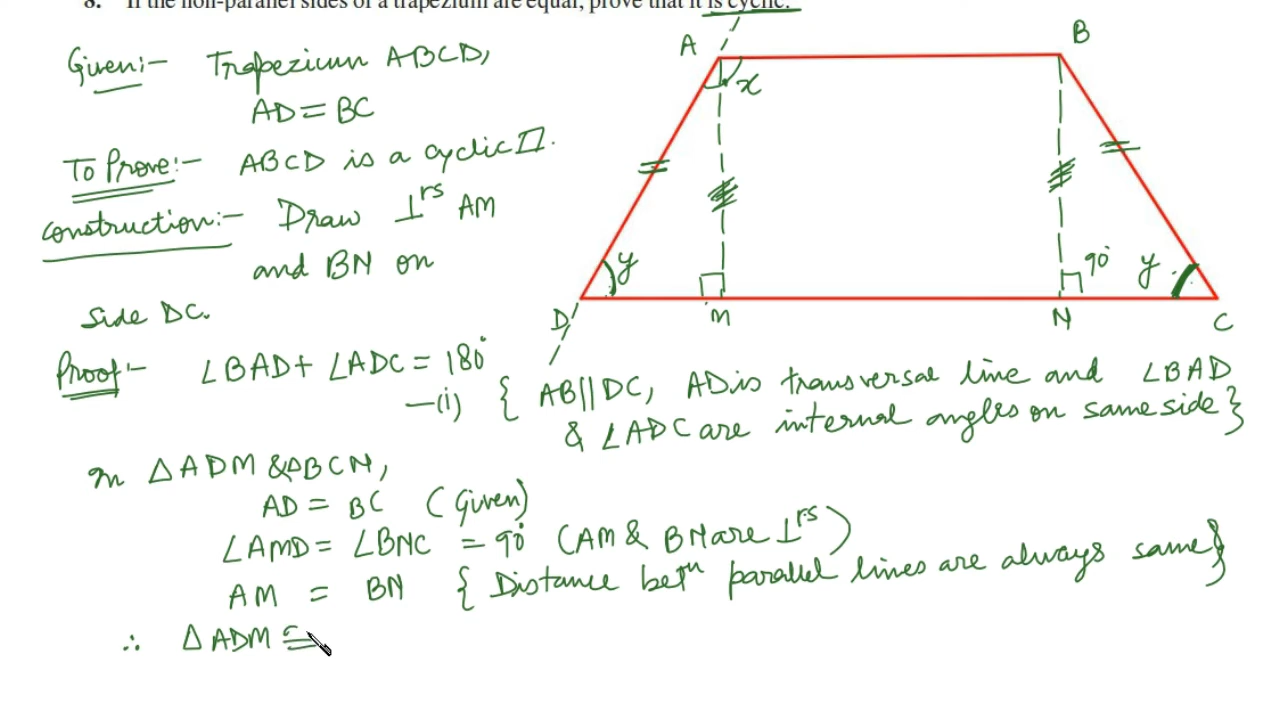 8. If the non-parallel sides of a trapezium are equal, prove that it is cyclic.
Given:- Trapezium ABCD,
AD = BC
To Prove:- ABCD is a cyclic ▱.
Construction:- Draw ⊥rs AM
and BN on
side DC.
A
B
x
y
90°
y
D
M
N
C
Proof:- ∠BAD + ∠ADC = 180°
—(i) { AB||DC, AD is transversal line and ∠BAD
& ∠ADC are internal angles on same side}
In △ADM & △BCN,
AD = BC (Given)
∠AMD = ∠BNC = 90° (AM & BN are ⊥rs)
AM = BN { Distance betn parallel lines are always same}
∴ △ADM ≅